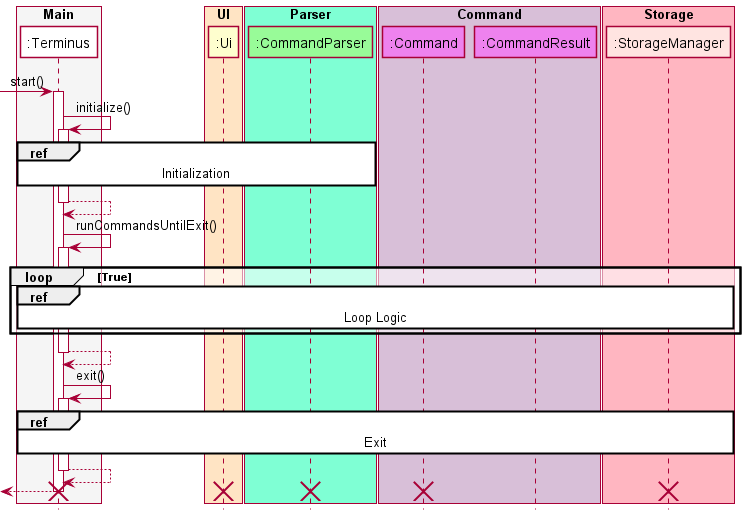 Main UI Parser Command Storage
:Terminus :Ui :CommandParser :Command :CommandResult :StorageManager
start()
initialize()
ref
Initialization
runCommandsUntilExit()
loop [True]
ref
Loop Logic
exit()
ref
Exit